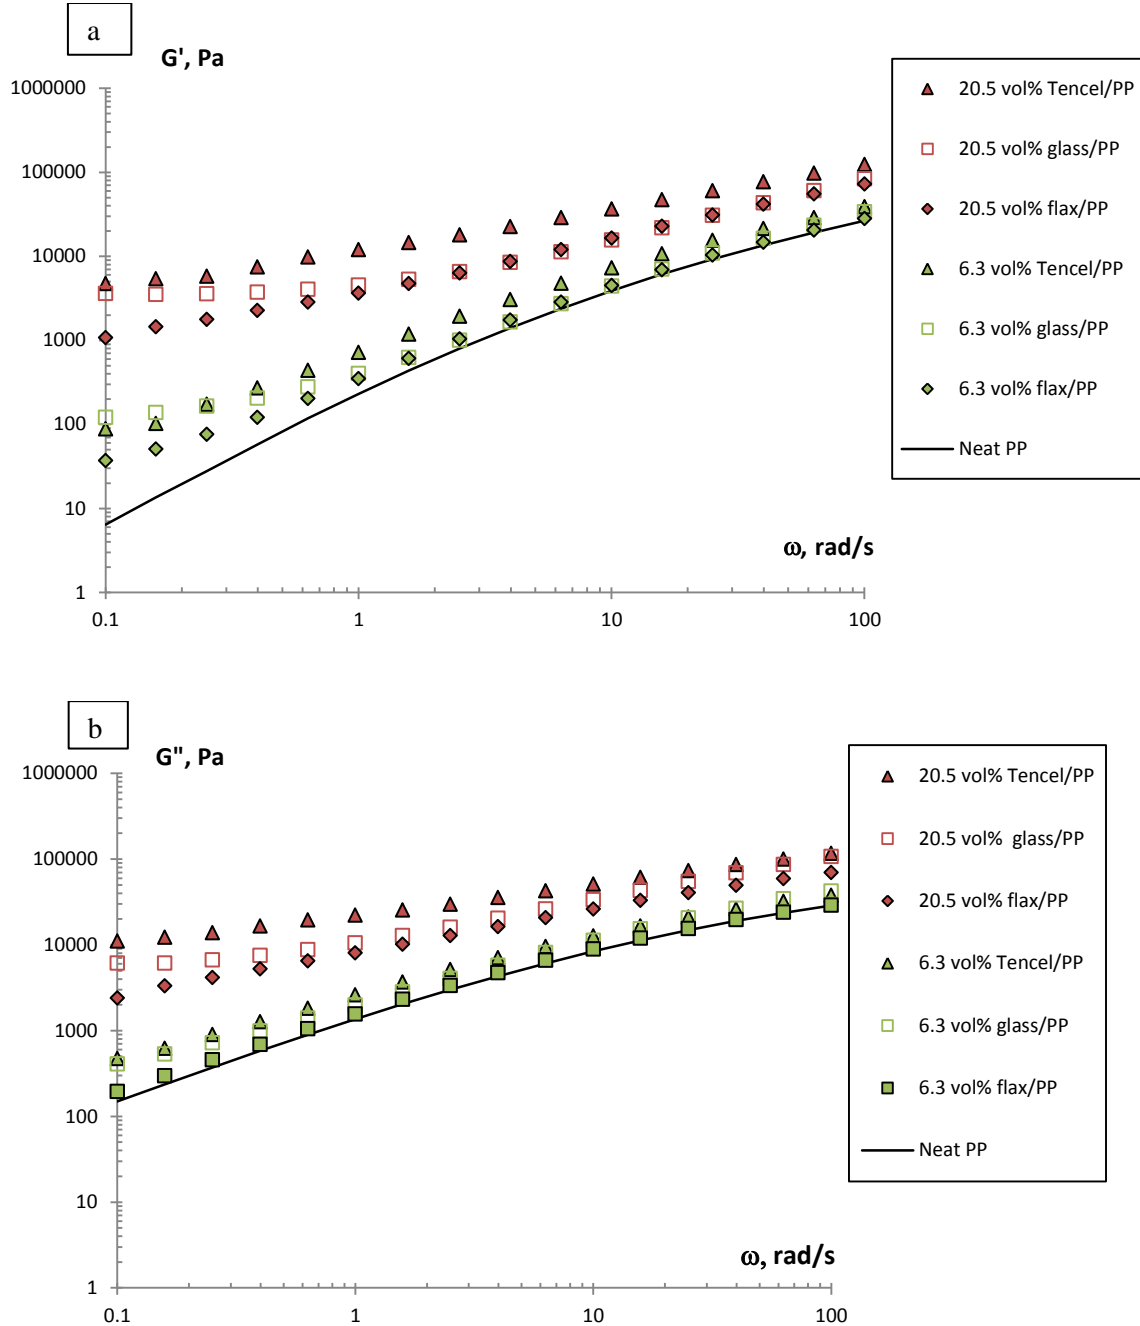 a
G', Pa
1000000
100000
10000
1000
100
10
1
0.1
1
10
100
ω, rad/s
20.5 vol% Tencel/PP
20.5 vol% glass/PP
20.5 vol% flax/PP
6.3 vol% Tencel/PP
6.3 vol% glass/PP
6.3 vol% flax/PP
Neat PP
b
G", Pa
1000000
100000
10000
1000
100
10
1
0.1
1
10
100
ω, rad/s
20.5 vol% Tencel/PP
20.5 vol%  glass/PP
20.5 vol% flax/PP
6.3 vol% Tencel/PP
6.3 vol% glass/PP
6.3 vol% flax/PP
Neat PP